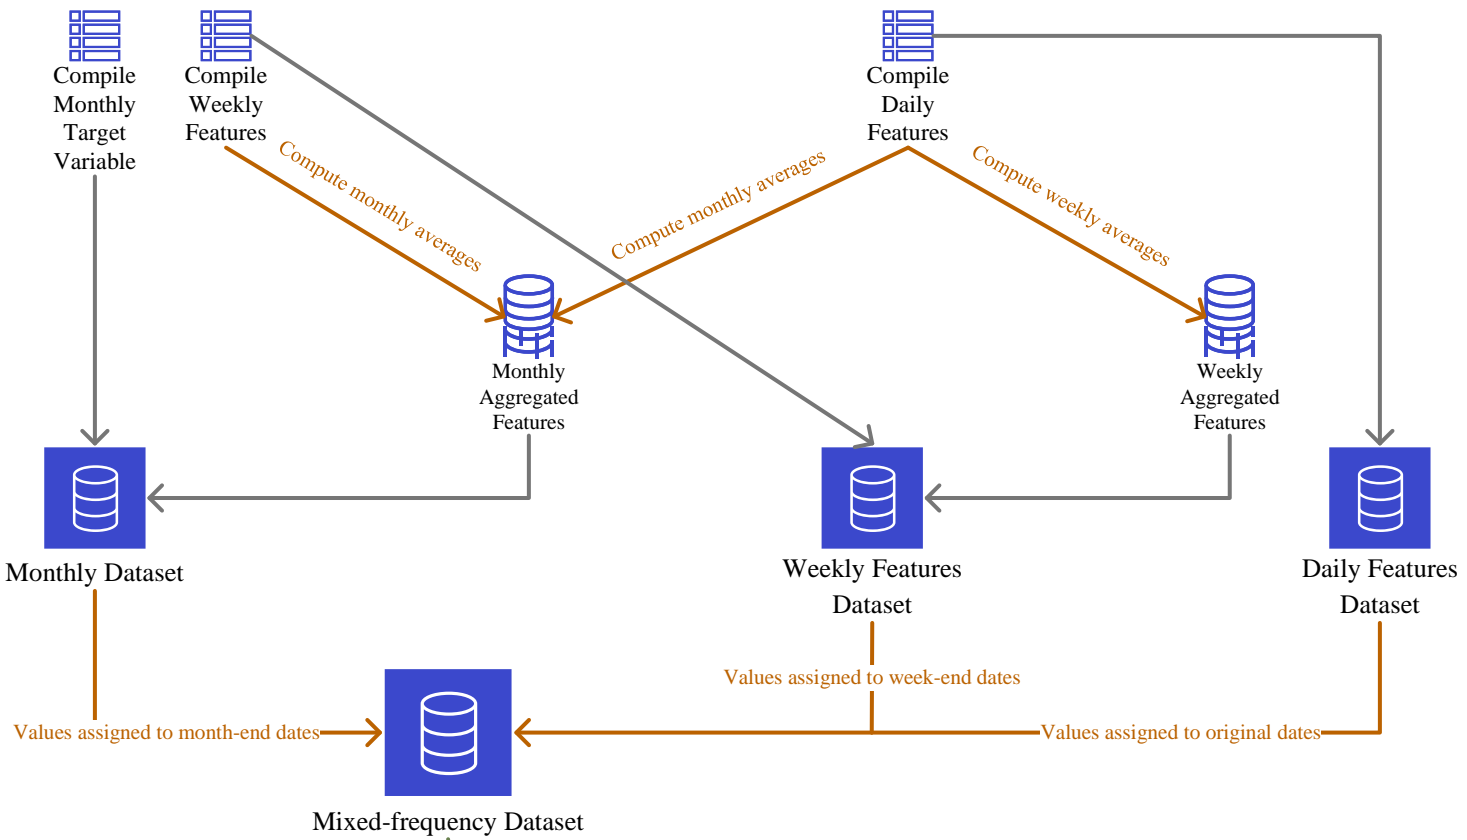 Compile
Monthly
Target
Variable
Compile
Weekly
Features
Compile
Daily
Features
Compute monthly averages
Compute monthly averages
Compute weekly averages
Monthly
Aggregated
Features
Weekly
Aggregated
Features
Monthly Dataset
Weekly Features
Dataset
Daily Features
Dataset
Values assigned to week-end dates
Values assigned to month-end dates
Values assigned to original dates
Mixed-frequency Dataset